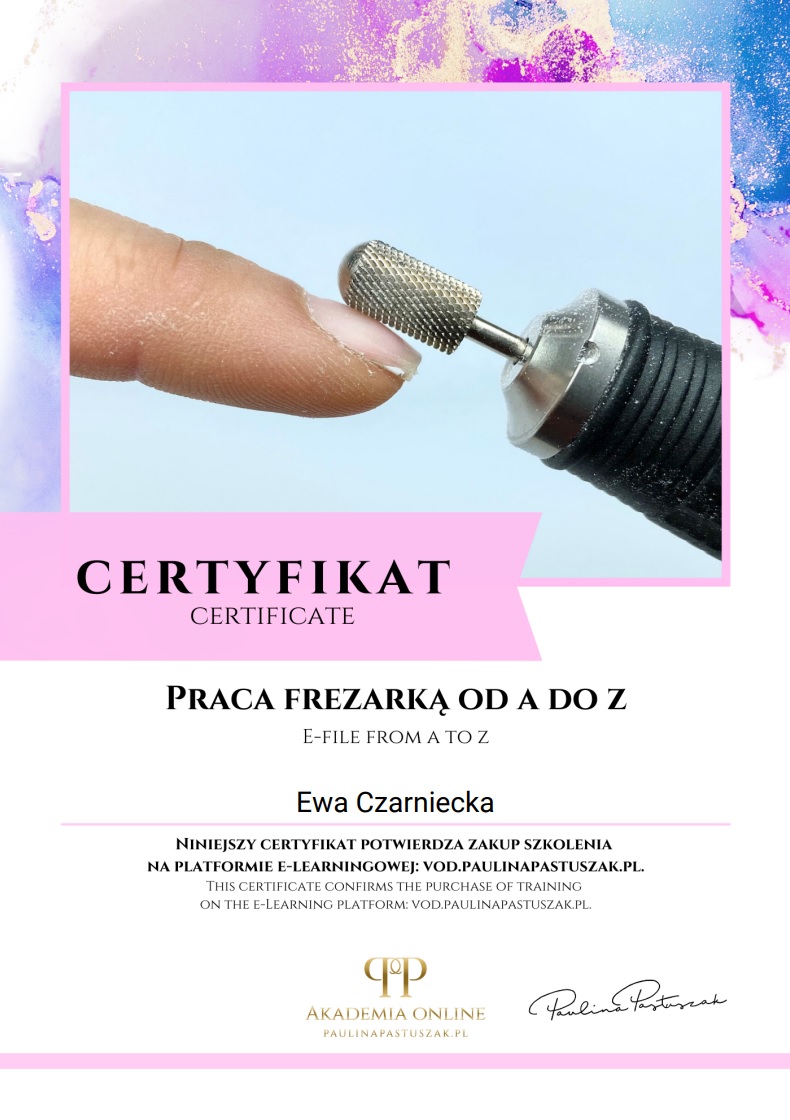 CERTYFIKAT
CERTIFICATE
Praca frezarką od A do Z
E-file from A to Z
Ewa Czarniecka
Niniejszy certyfikat potwierdza zakup szkolenia
na platformie e-learningowej: vod.paulinapastuszak.pl.
This certificate confirms the purchase of training
on the e-Learning platform: vod.paulinapastuszak.pl.
PP
Akademia Online
paulinapastuszak.pl
Paulina Pastuszak